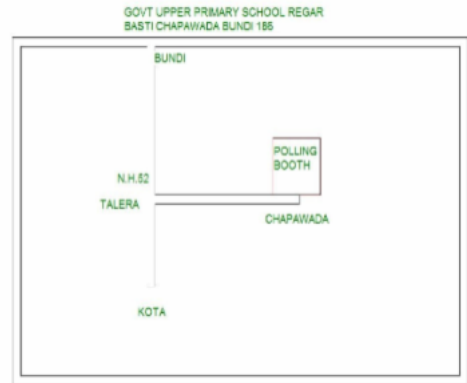 GOVT UPPER PRIMARY SCHOOL REGAR
BASTI CHAPAWADA BUNDI 186
BUNDI
POLLING
BOOTH
N.H.52
TALERA
CHAPAWADA
KOTA